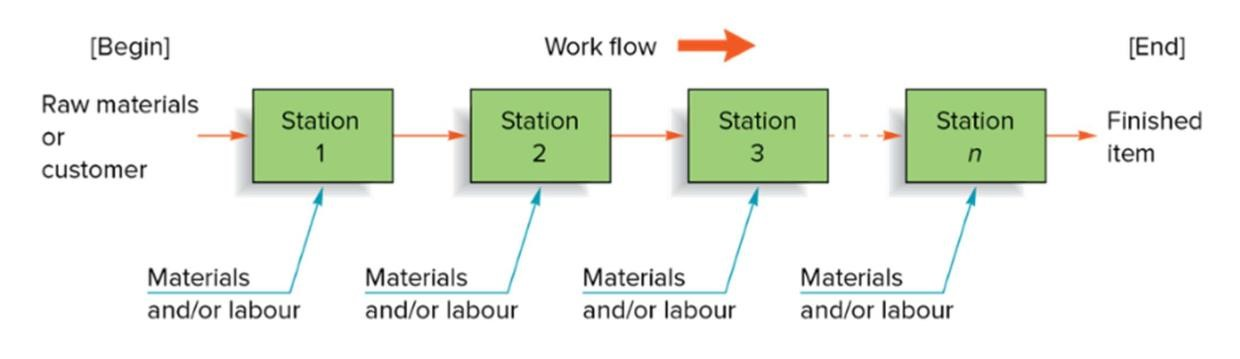 [Begin]
Work flow
[End]
Raw materials
or
customer
Station
1
Station
2
Station
3
Station
n
Finished
item
Materials
and/or labour
Materials
and/or labour
Materials
and/or labour
Materials
and/or labour